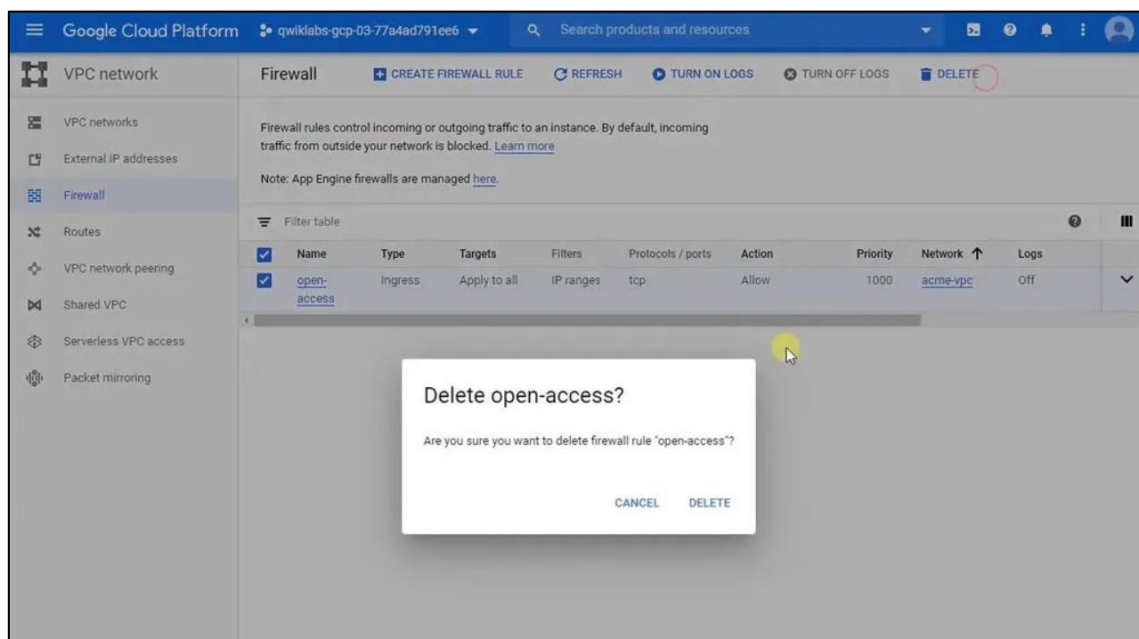 Google Cloud Platform qwiklabs-gcp-03-77a4ad791ee6 Search products and resources
VPC network
Firewall CREATE FIREWALL RULE REFRESH TURN ON LOGS TURN OFF LOGS DELETE
VPC networks
External IP addresses
Firewall
Routes
VPC network peering
Shared VPC
Serverless VPC access
Packet mirroring
Firewall rules control incoming or outgoing traffic to an instance. By default, incoming
traffic from outside your network is blocked. Learn more
Note: App Engine firewalls are managed here.
Filter table
Name Type Targets Filters Protocols / ports Action Priority Network Logs
open- Ingress Apply to all IP ranges tcp Allow 1000 acme-vpc Off
access
Delete open-access?
Are you sure you want to delete firewall rule "open-access"?
CANCEL DELETE